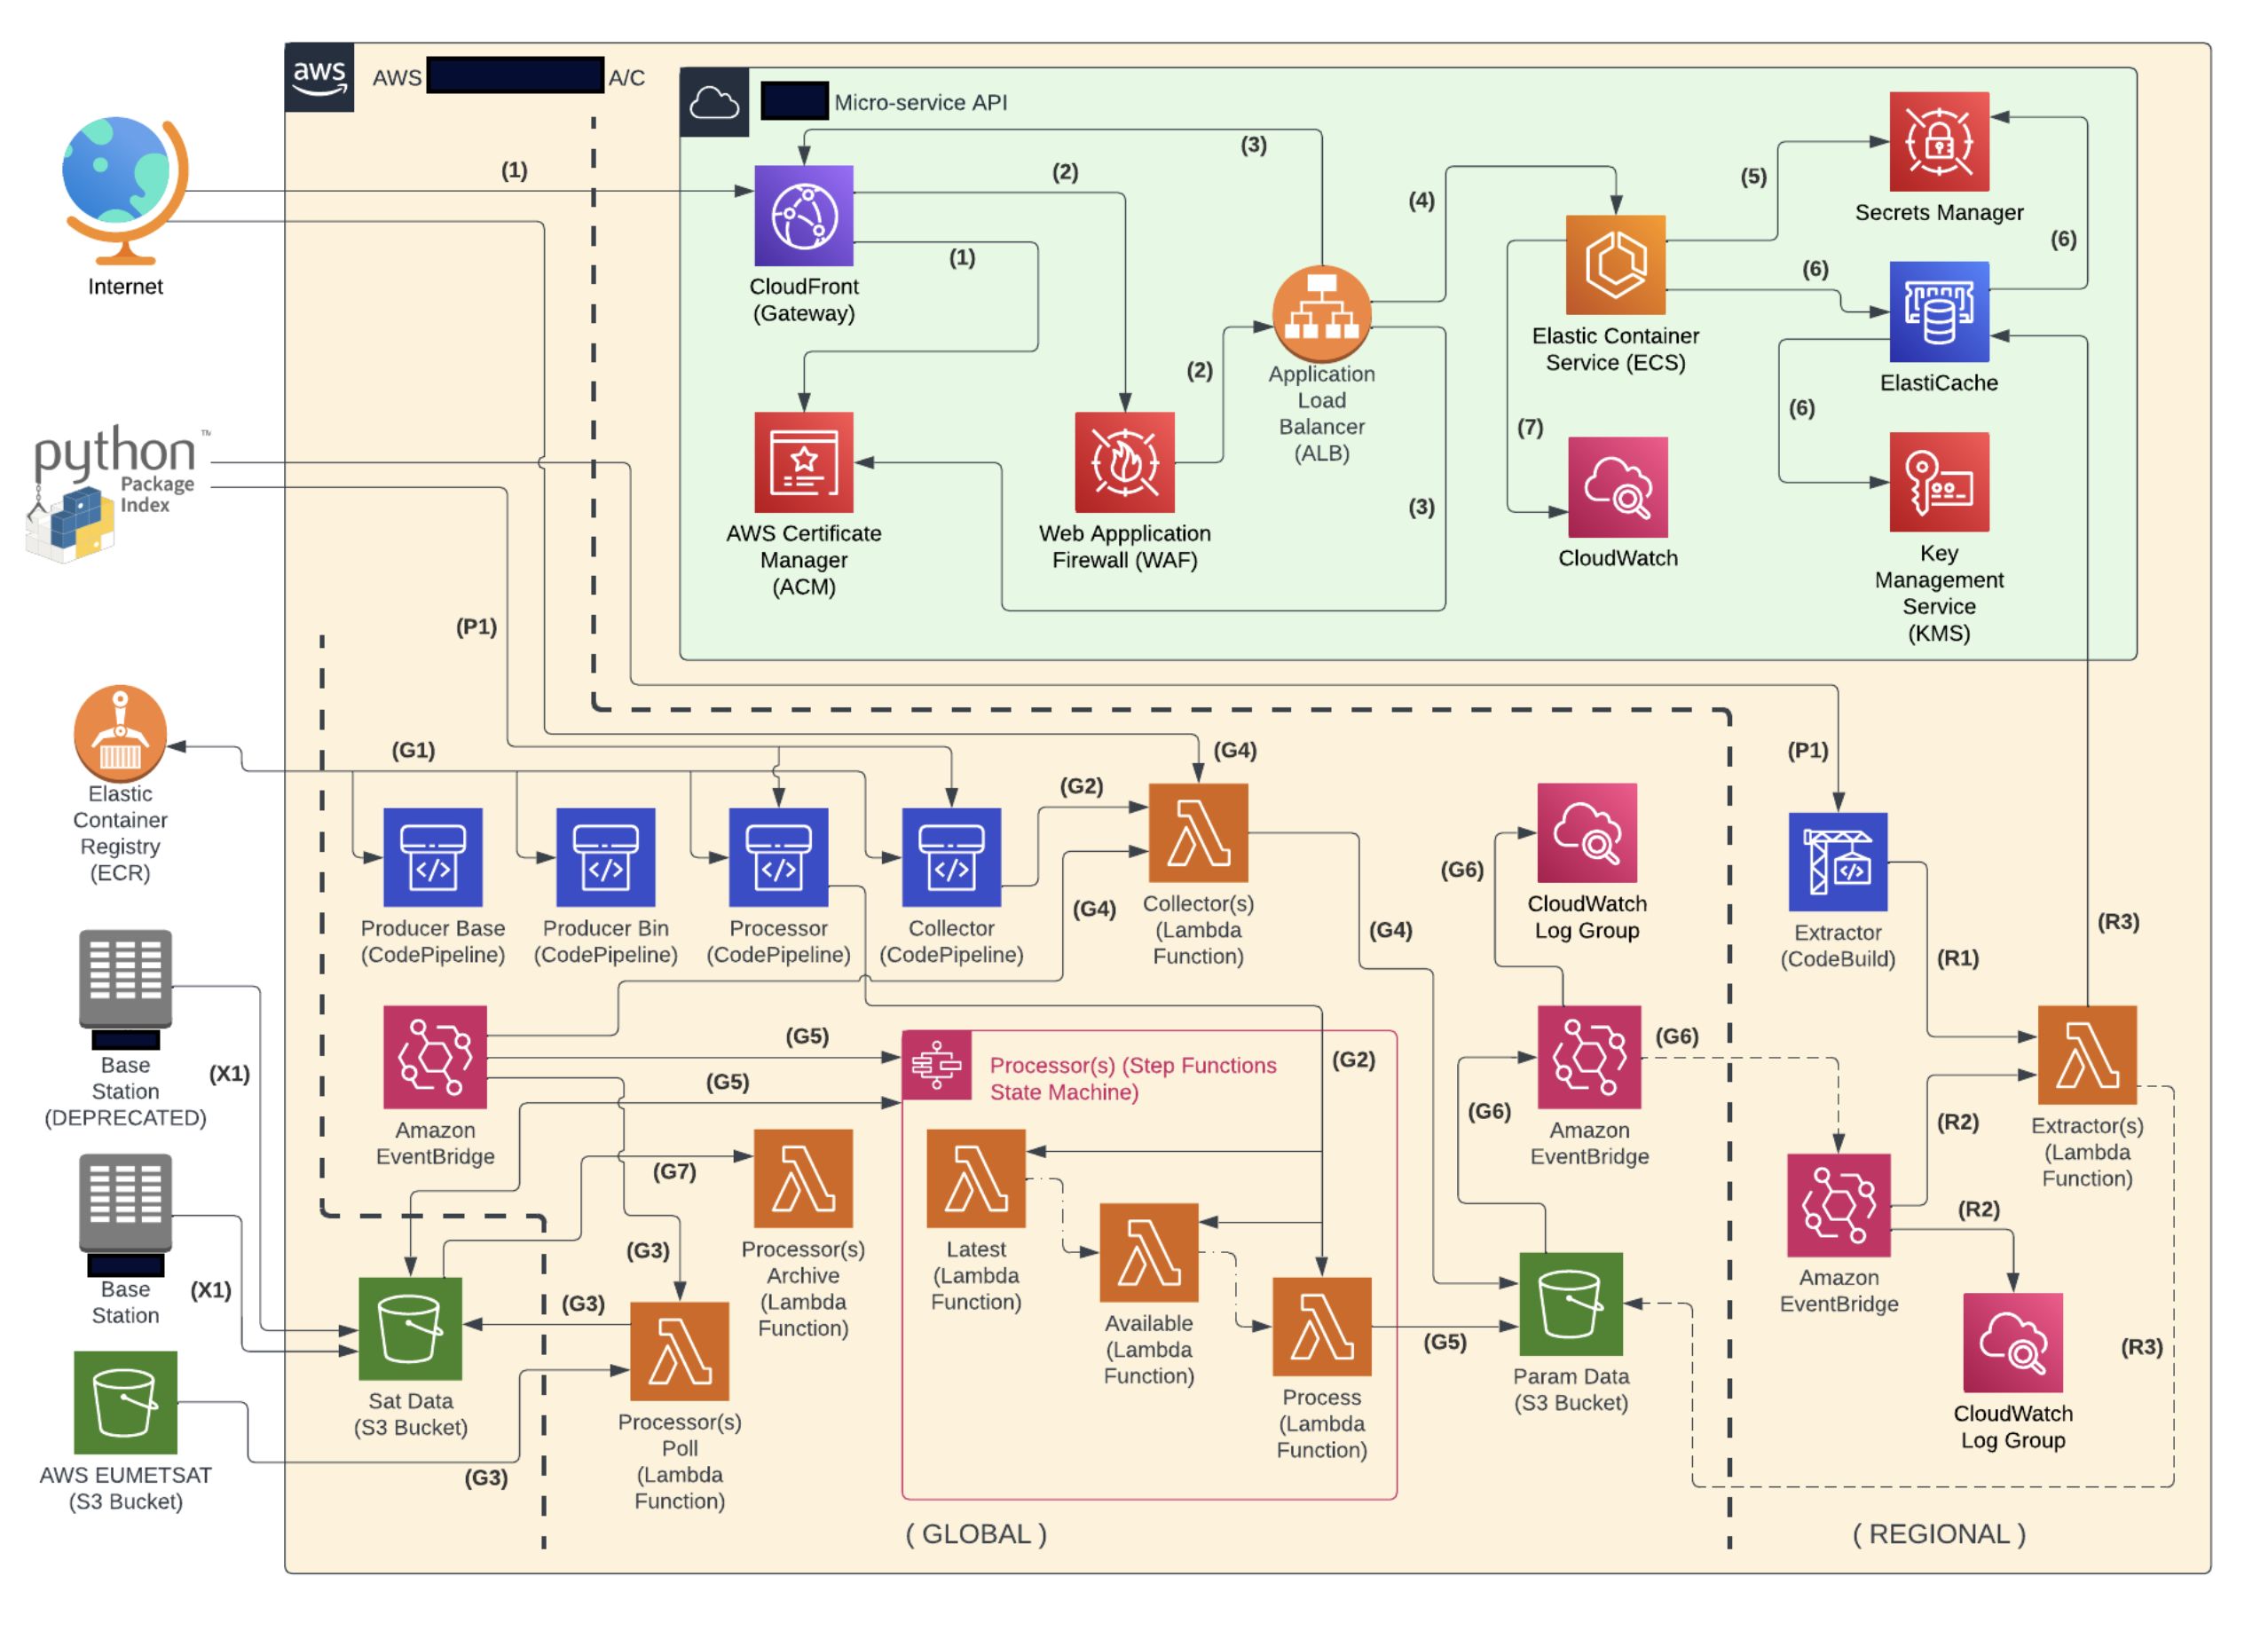 aws
AWS
A/C
Micro-service API
(3)
(1)
(2)
(4)
(5)
Secrets Manager
(6)
(6)
(1)
CloudFront
(Gateway)
Internet
Elastic Container
Service (ECS)
(2)
Application
Load
Balancer
(ALB)
ElastiCache
(6)
(7)
python
TM
Package
Index
(3)
AWS Certificate
Manager
(ACM)
Web Appplication
Firewall (WAF)
CloudWatch
Key
Management
Service
(KMS)
(P1)
(G1)
(G4)
(P1)
(G2)
Elastic
Container
Registry
(ECR)
Producer Base
(CodePipeline)
Producer Bin
(CodePipeline)
Processor
(CodePipeline)
Collector
(CodePipeline)
(G4)
Collector(s)
(Lambda
Function)
(G4)
(G6)
CloudWatch
Log Group
Extractor
(CodeBuild)
(R1)
(R3)
Base
Station
(DEPRECATED)
(X1)
Amazon
EventBridge
(G5)
(G5)
Processor(s) (Step Functions
State Machine)
(G2)
(G6)
(G6)
Amazon
EventBridge
(R2)
Extractor(s)
(Lambda
Function)
(G7)
(R2)
Base
Station
(X1)
(G3)
(G3)
Processor(s)
Archive
(Lambda
Function)
Latest
(Lambda
Function)
Available
(Lambda
Function)
Process
(Lambda
Function)
(G5)
Param Data
(S3 Bucket)
Amazon
EventBridge
(R3)
CloudWatch
Log Group
Sat Data
(S3 Bucket)
Processor(s)
Poll
(Lambda
Function)
AWS EUMETSAT
(S3 Bucket)
(G3)
( GLOBAL )
( REGIONAL )